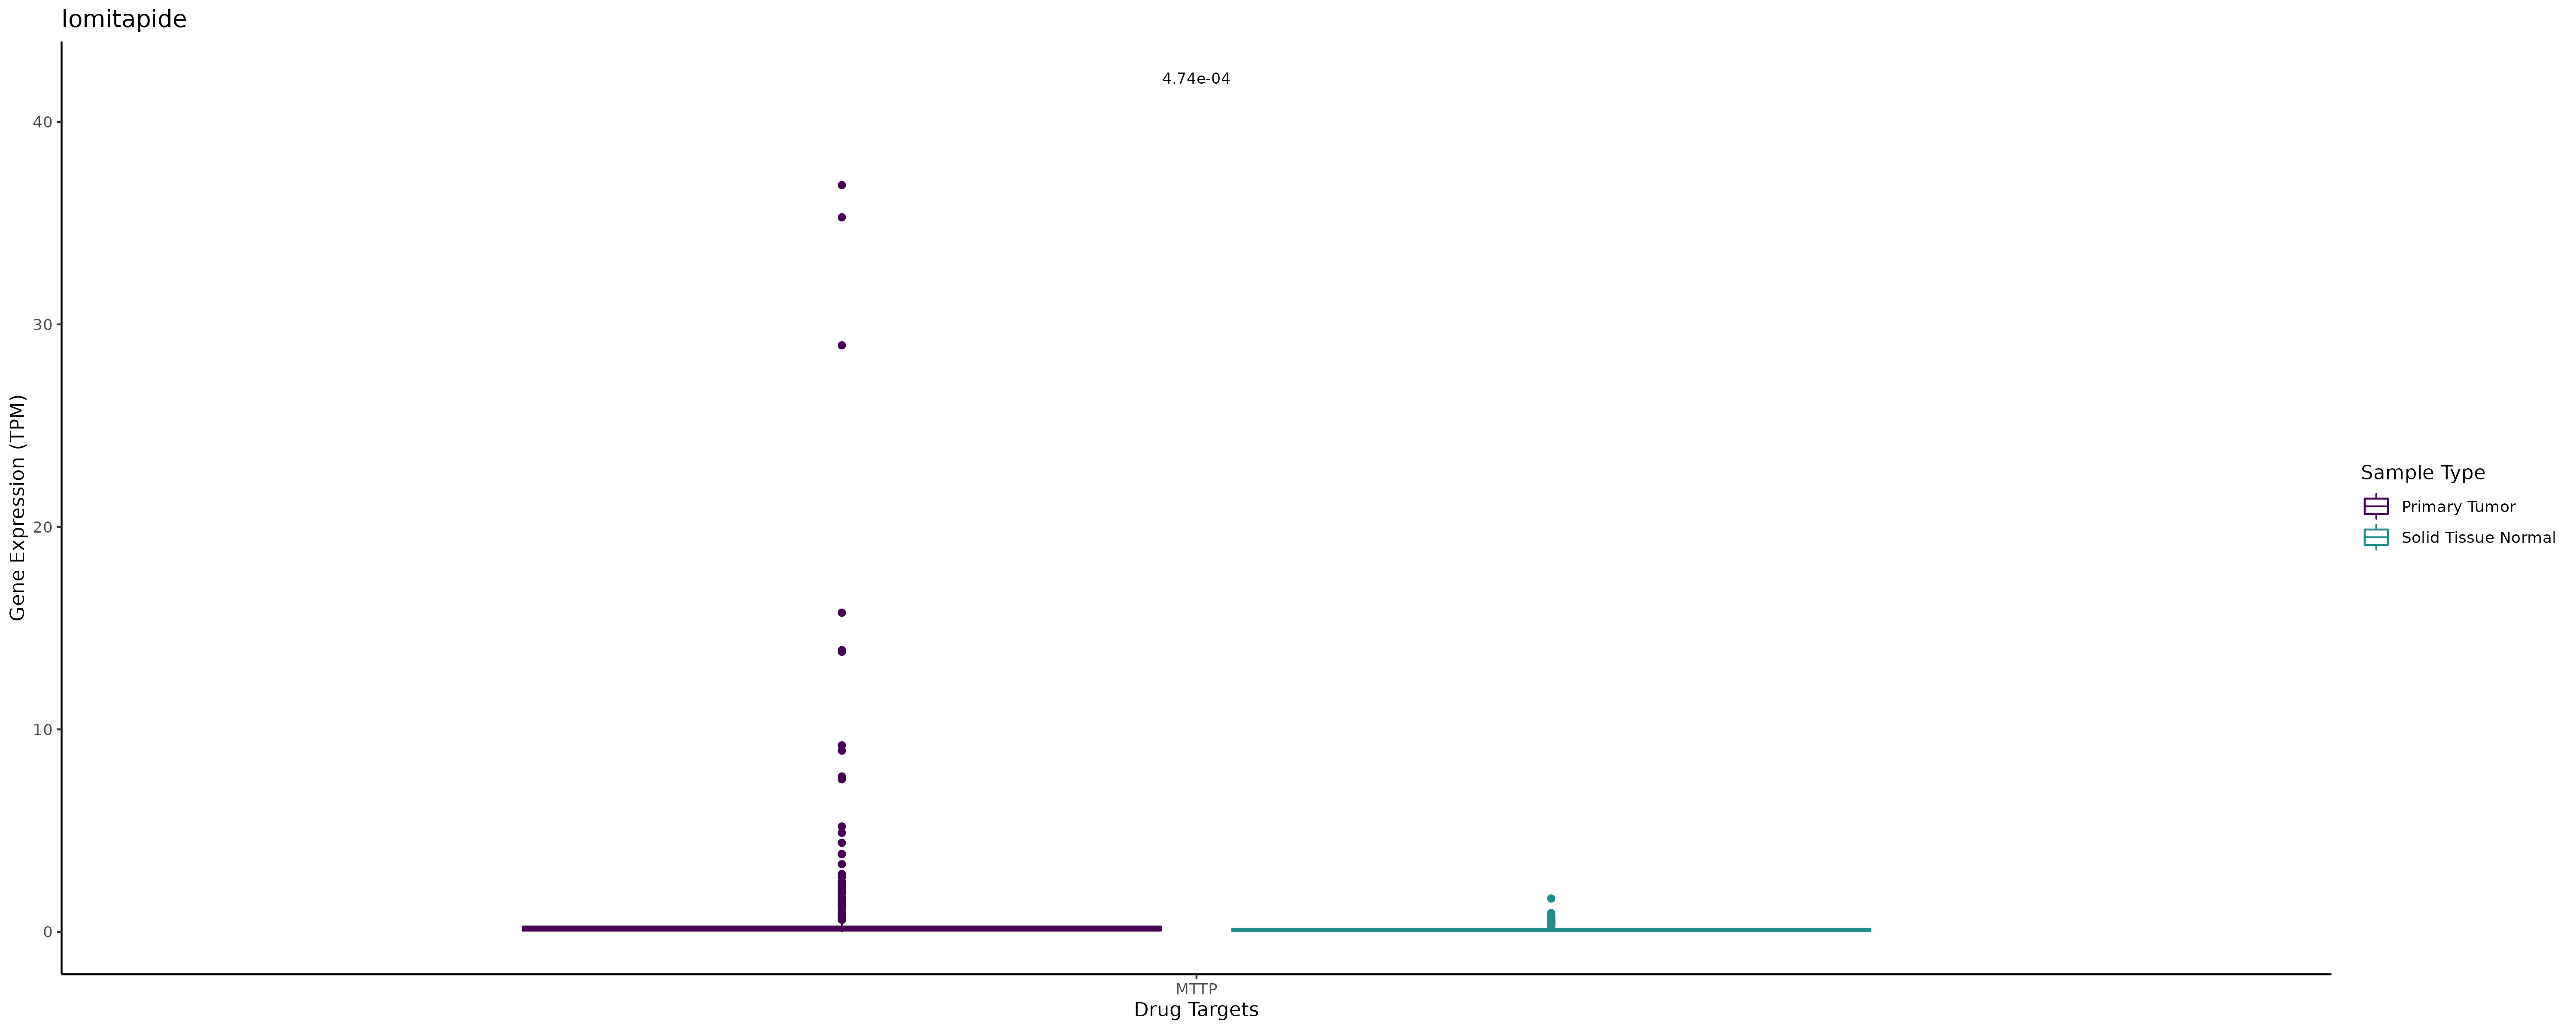 lomitapide
4.74e-04
40
30
20
10
0
Gene Expression (TPM)
MTTP
Drug Targets
Sample Type
Primary Tumor
Solid Tissue Normal